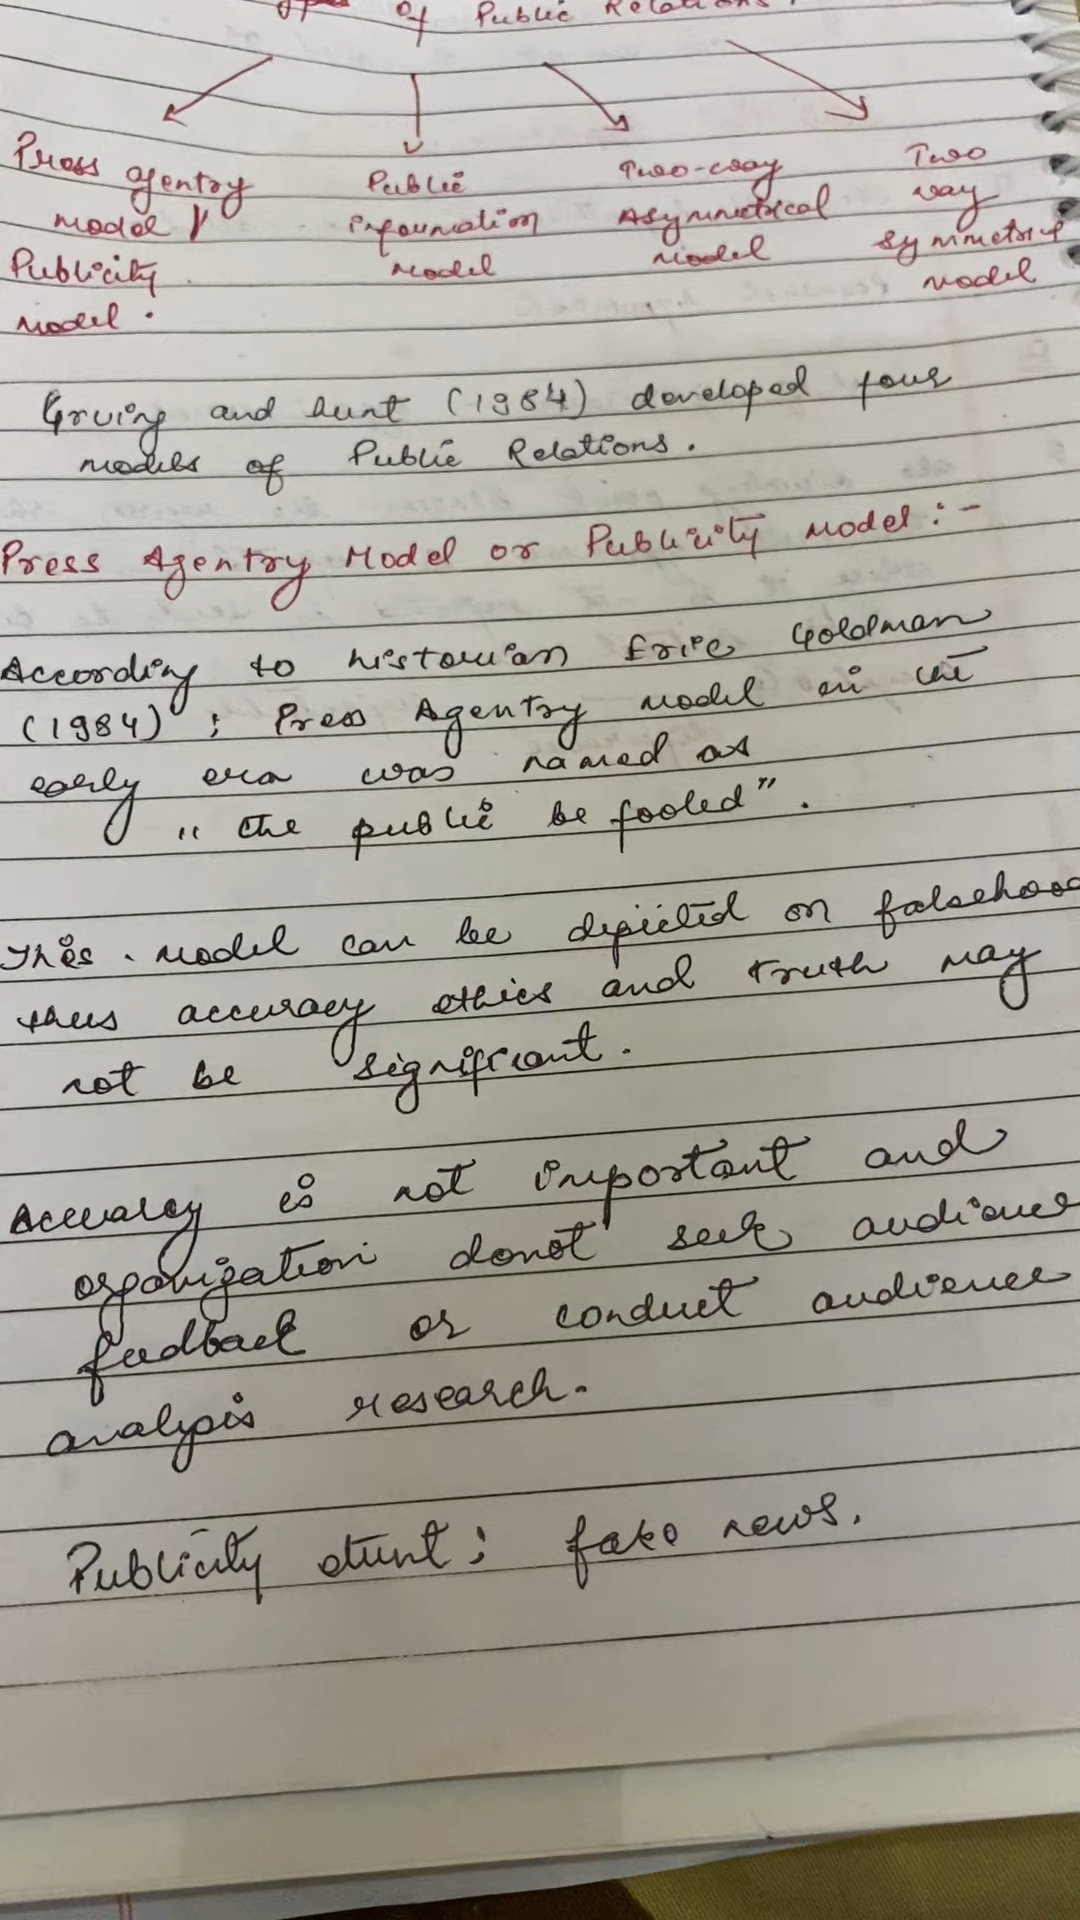 of Public Relations.
Press agentry model / Publicity model.
Public information model
Two-way Asymmetrical model
Two way Symmetrical model
Gruing and hunt (1984) developed four
models of Public Relations.
Press Agentry Model or Publicity model :-
According to historian Eric Goldman
(1984) ; Press Agentry model in the
early era was named as
" the public be fooled ".
This . model can be depicted on falsehood
thus accuracy ethics and truth may
not be significant.
Accuracy is not important and
organization donot seek audience
feedback or conduct audience
analysis research.
Publicity stunt ; fake news.